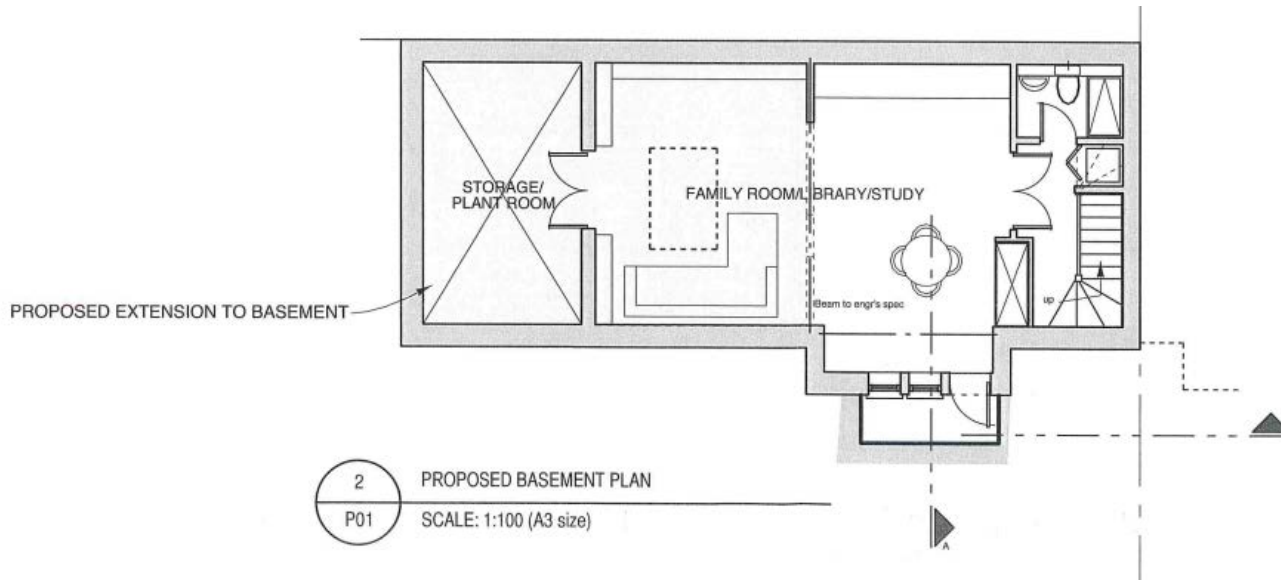 STORAGE/
PLANT ROOM
FAMILY ROOM/LIBRARY/STUDY
PROPOSED EXTENSION TO BASEMENT
Beam to engr's spec
up
2
PROPOSED BASEMENT PLAN
P01
SCALE: 1:100 (A3 size)
A